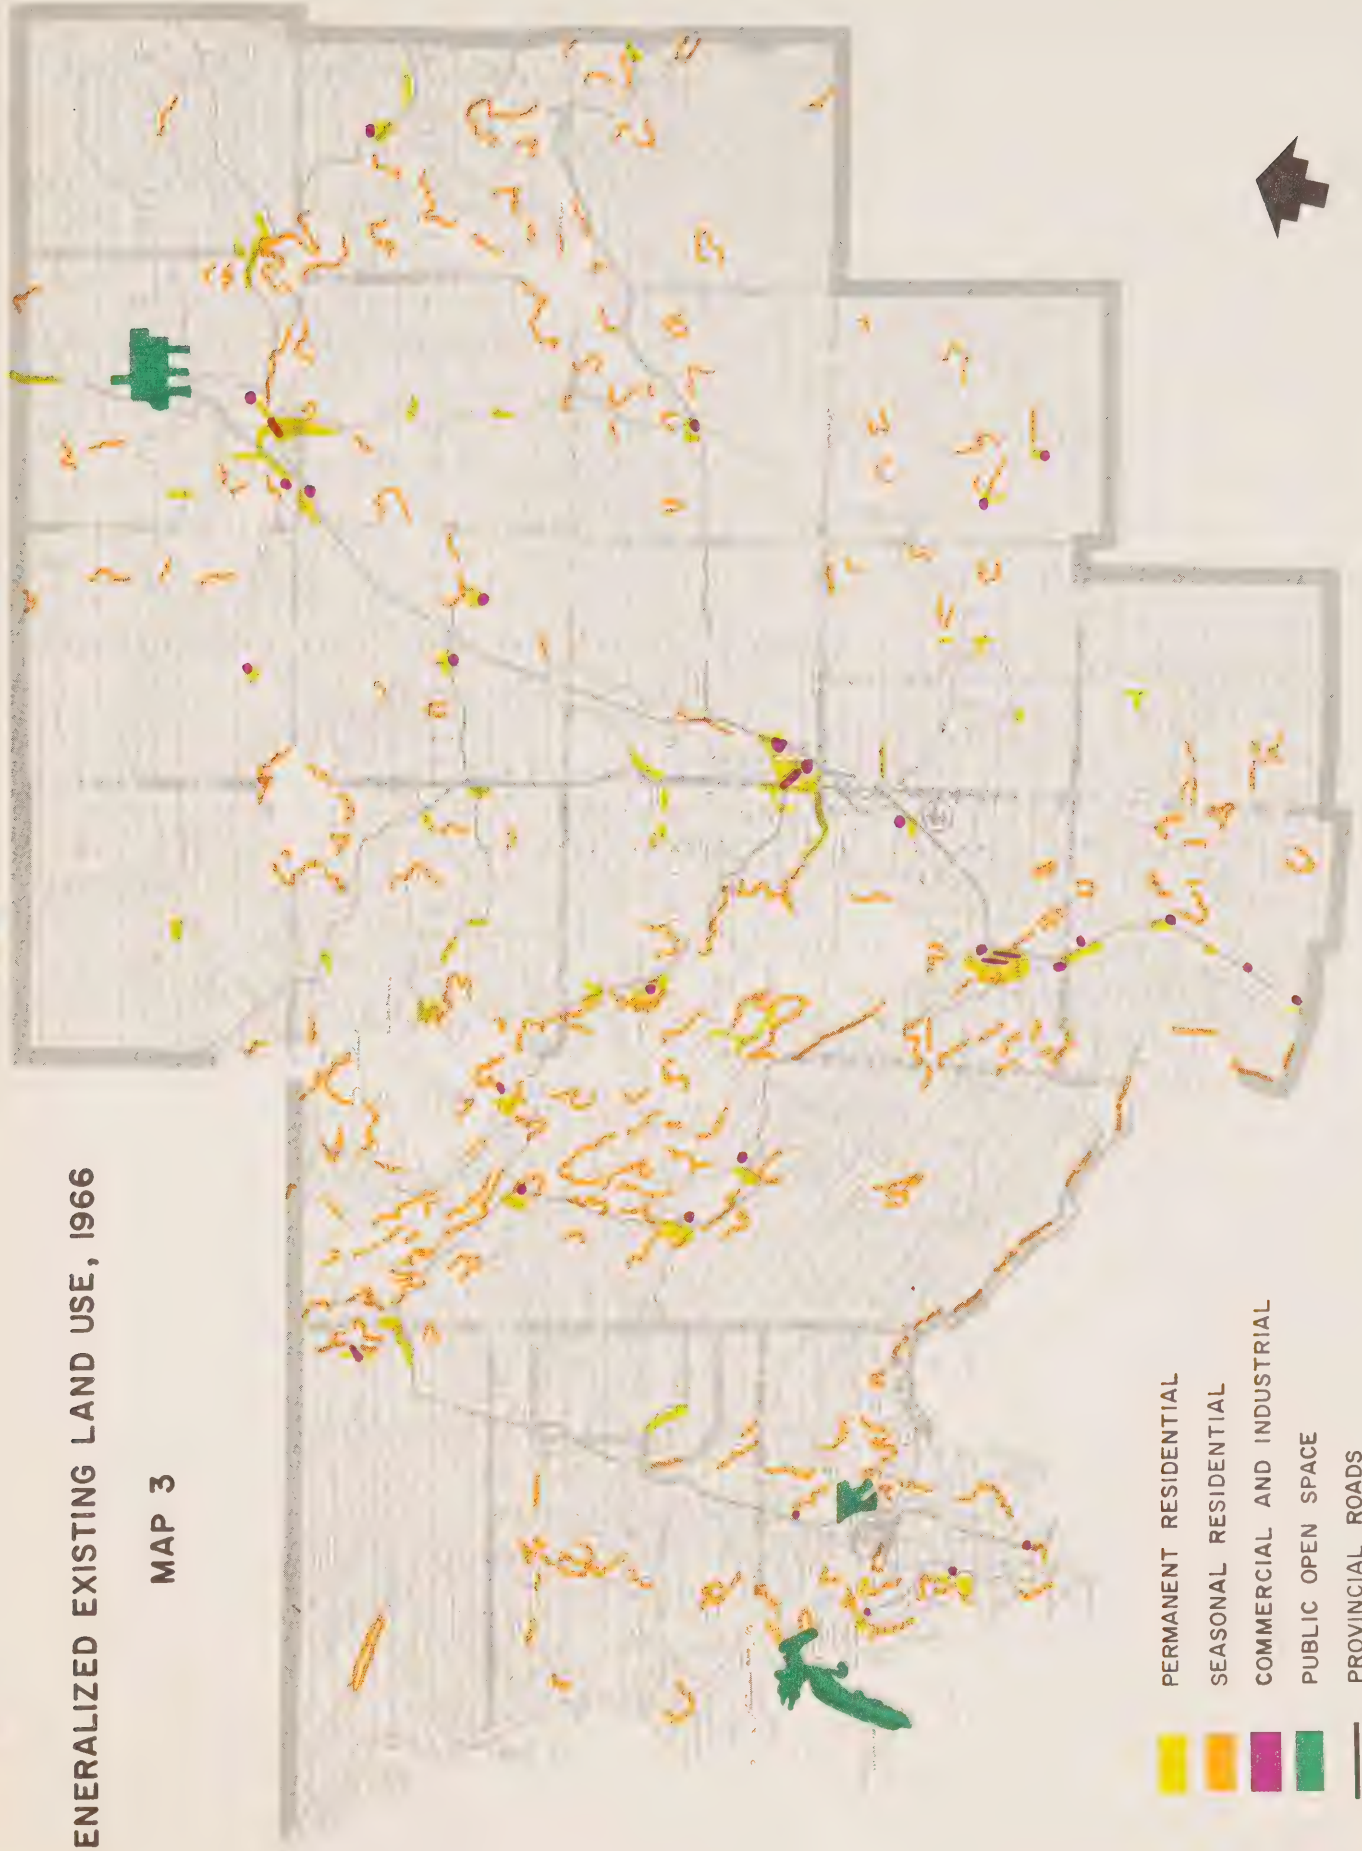 ENERALIZED EXISTING LAND USE, 1966
MAP 3
PERMANENT RESIDENTIAL
SEASONAL RESIDENTIAL
COMMERCIAL AND INDUSTRIAL
PUBLIC OPEN SPACE
PROVINCIAL ROADS